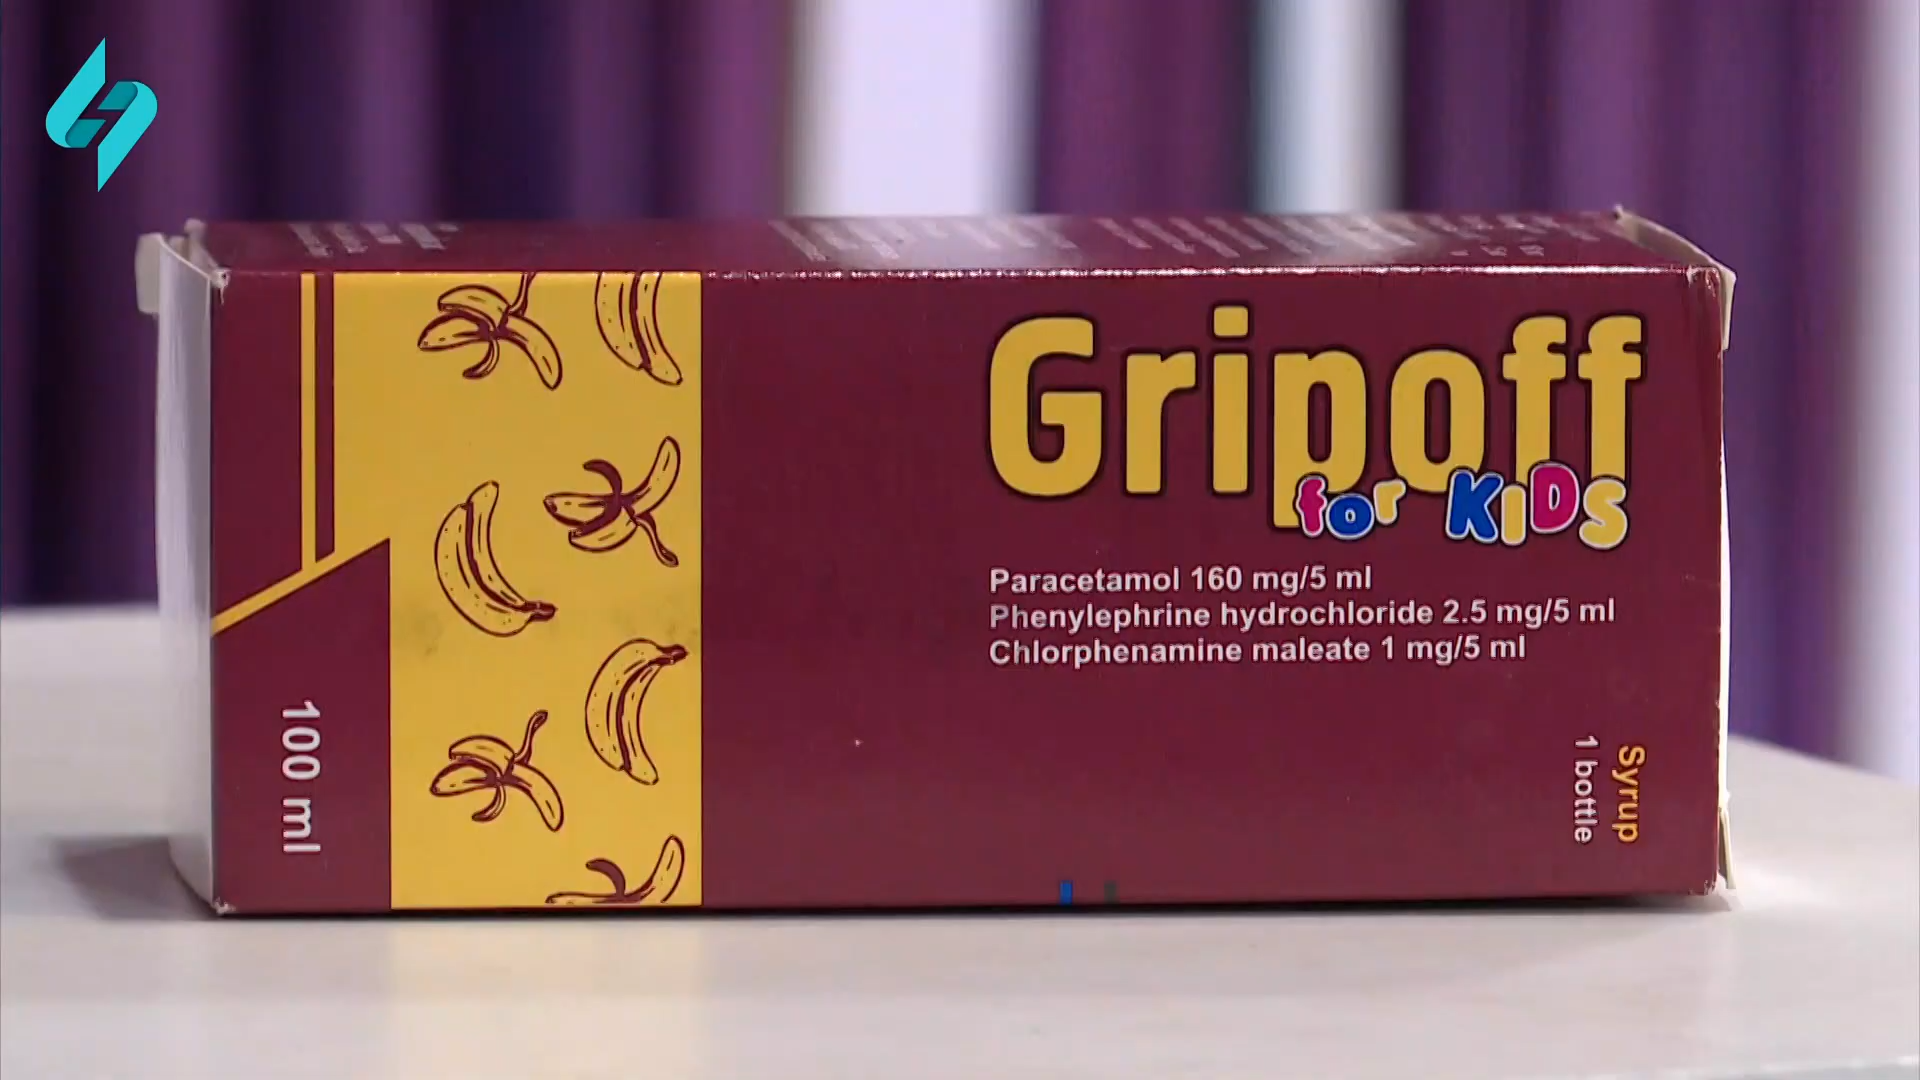 Gripoff
for KIDS
Paracetamol 160 mg/5 ml
Phenylephrine hydrochloride 2.5 mg/5 ml
Chlorphenamine maleate 1 mg/5 ml
Syrup
1 bottle
100 ml